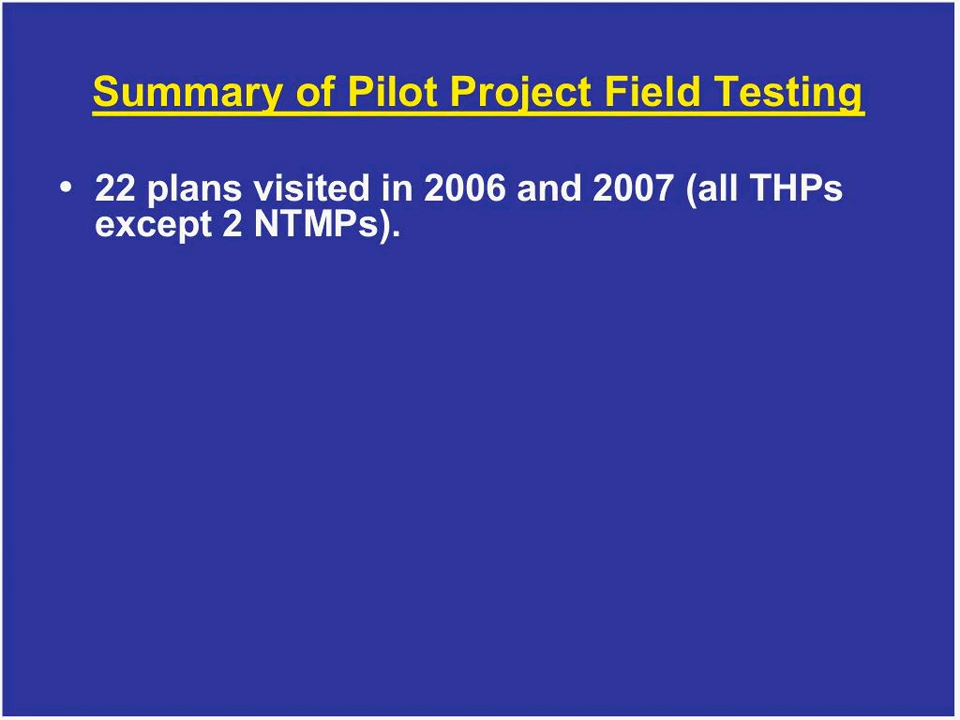 Summary of Pilot Project Field Testing
• 22 plans visited in 2006 and 2007 (all THPs
except 2 NTMPs).